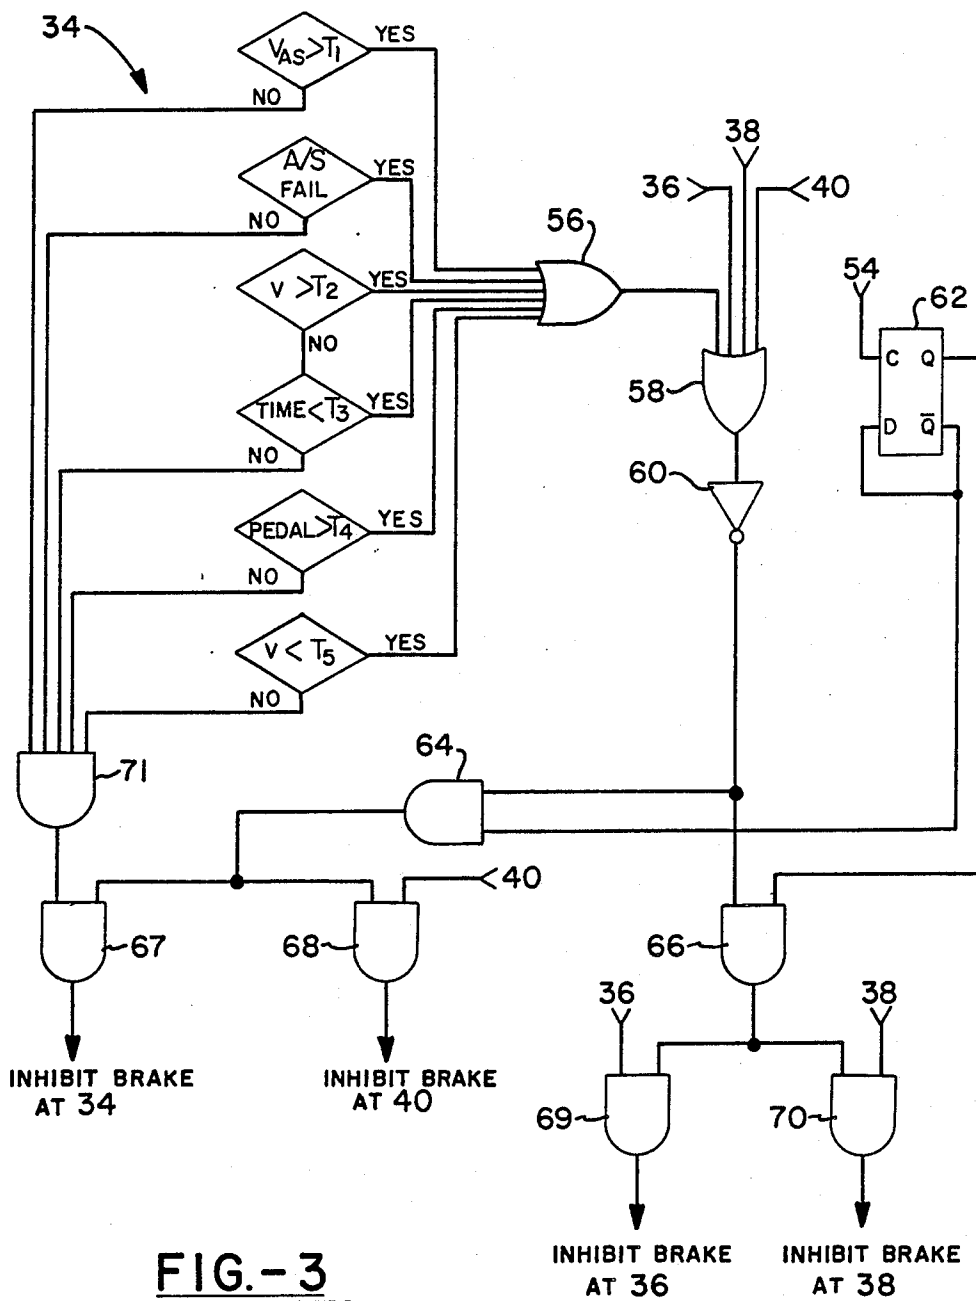 34
V_AS>T₁
YES
NO
A/S
FAIL
YES
NO
38
36
40
56
V >T₂
YES
NO
54
62
C Q
D Q̅
58
TIME<T₃
YES
NO
60
PEDAL>T₄
YES
NO
V < T₅
YES
NO
71
64
40
67
68
66
36
38
INHIBIT BRAKE
AT 34
INHIBIT BRAKE
AT 40
69
70
INHIBIT BRAKE
AT 36
INHIBIT BRAKE
AT 38
FIG.-3